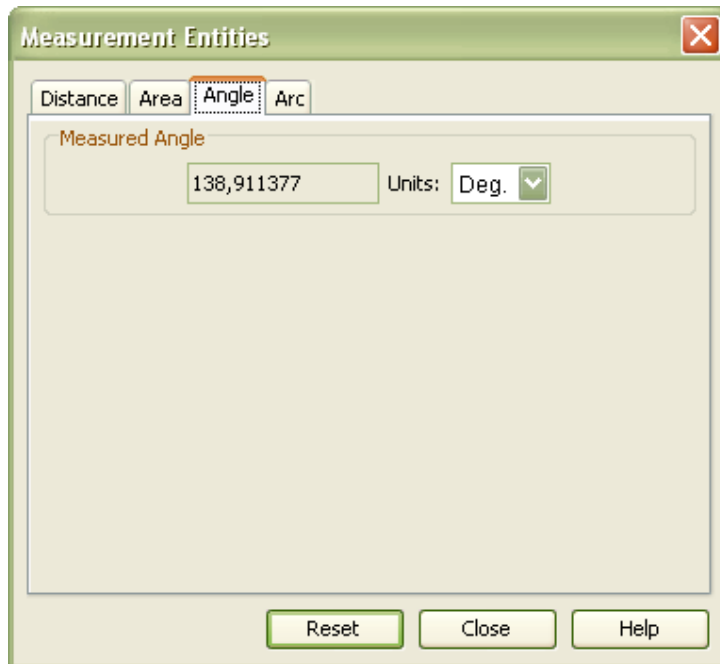 Measurement Entities
Distance Area Angle Arc
Measured Angle
138,911377 Units: Deg.
Reset Close Help